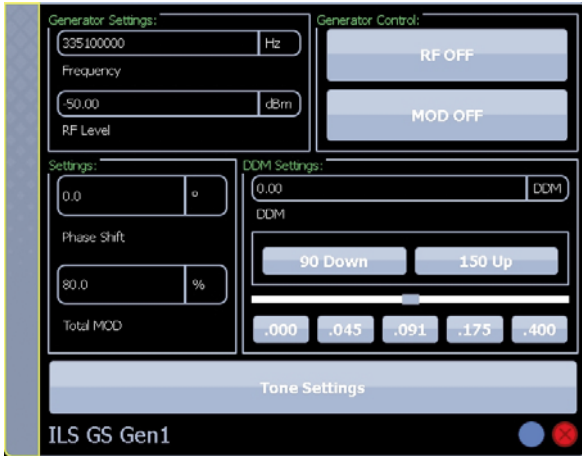 Generator Settings:
335100000 Hz
Frequency
-50.00 dBm
RF Level
Generator Control:
RF OFF
MOD OFF
Settings:
0.0 °
Phase Shift
80.0 %
Total MOD
DDM Settings:
0.00 DDM
DDM
90 Down 150 Up
.000 .045 .091 .175 .400
Tone Settings
ILS GS Gen1